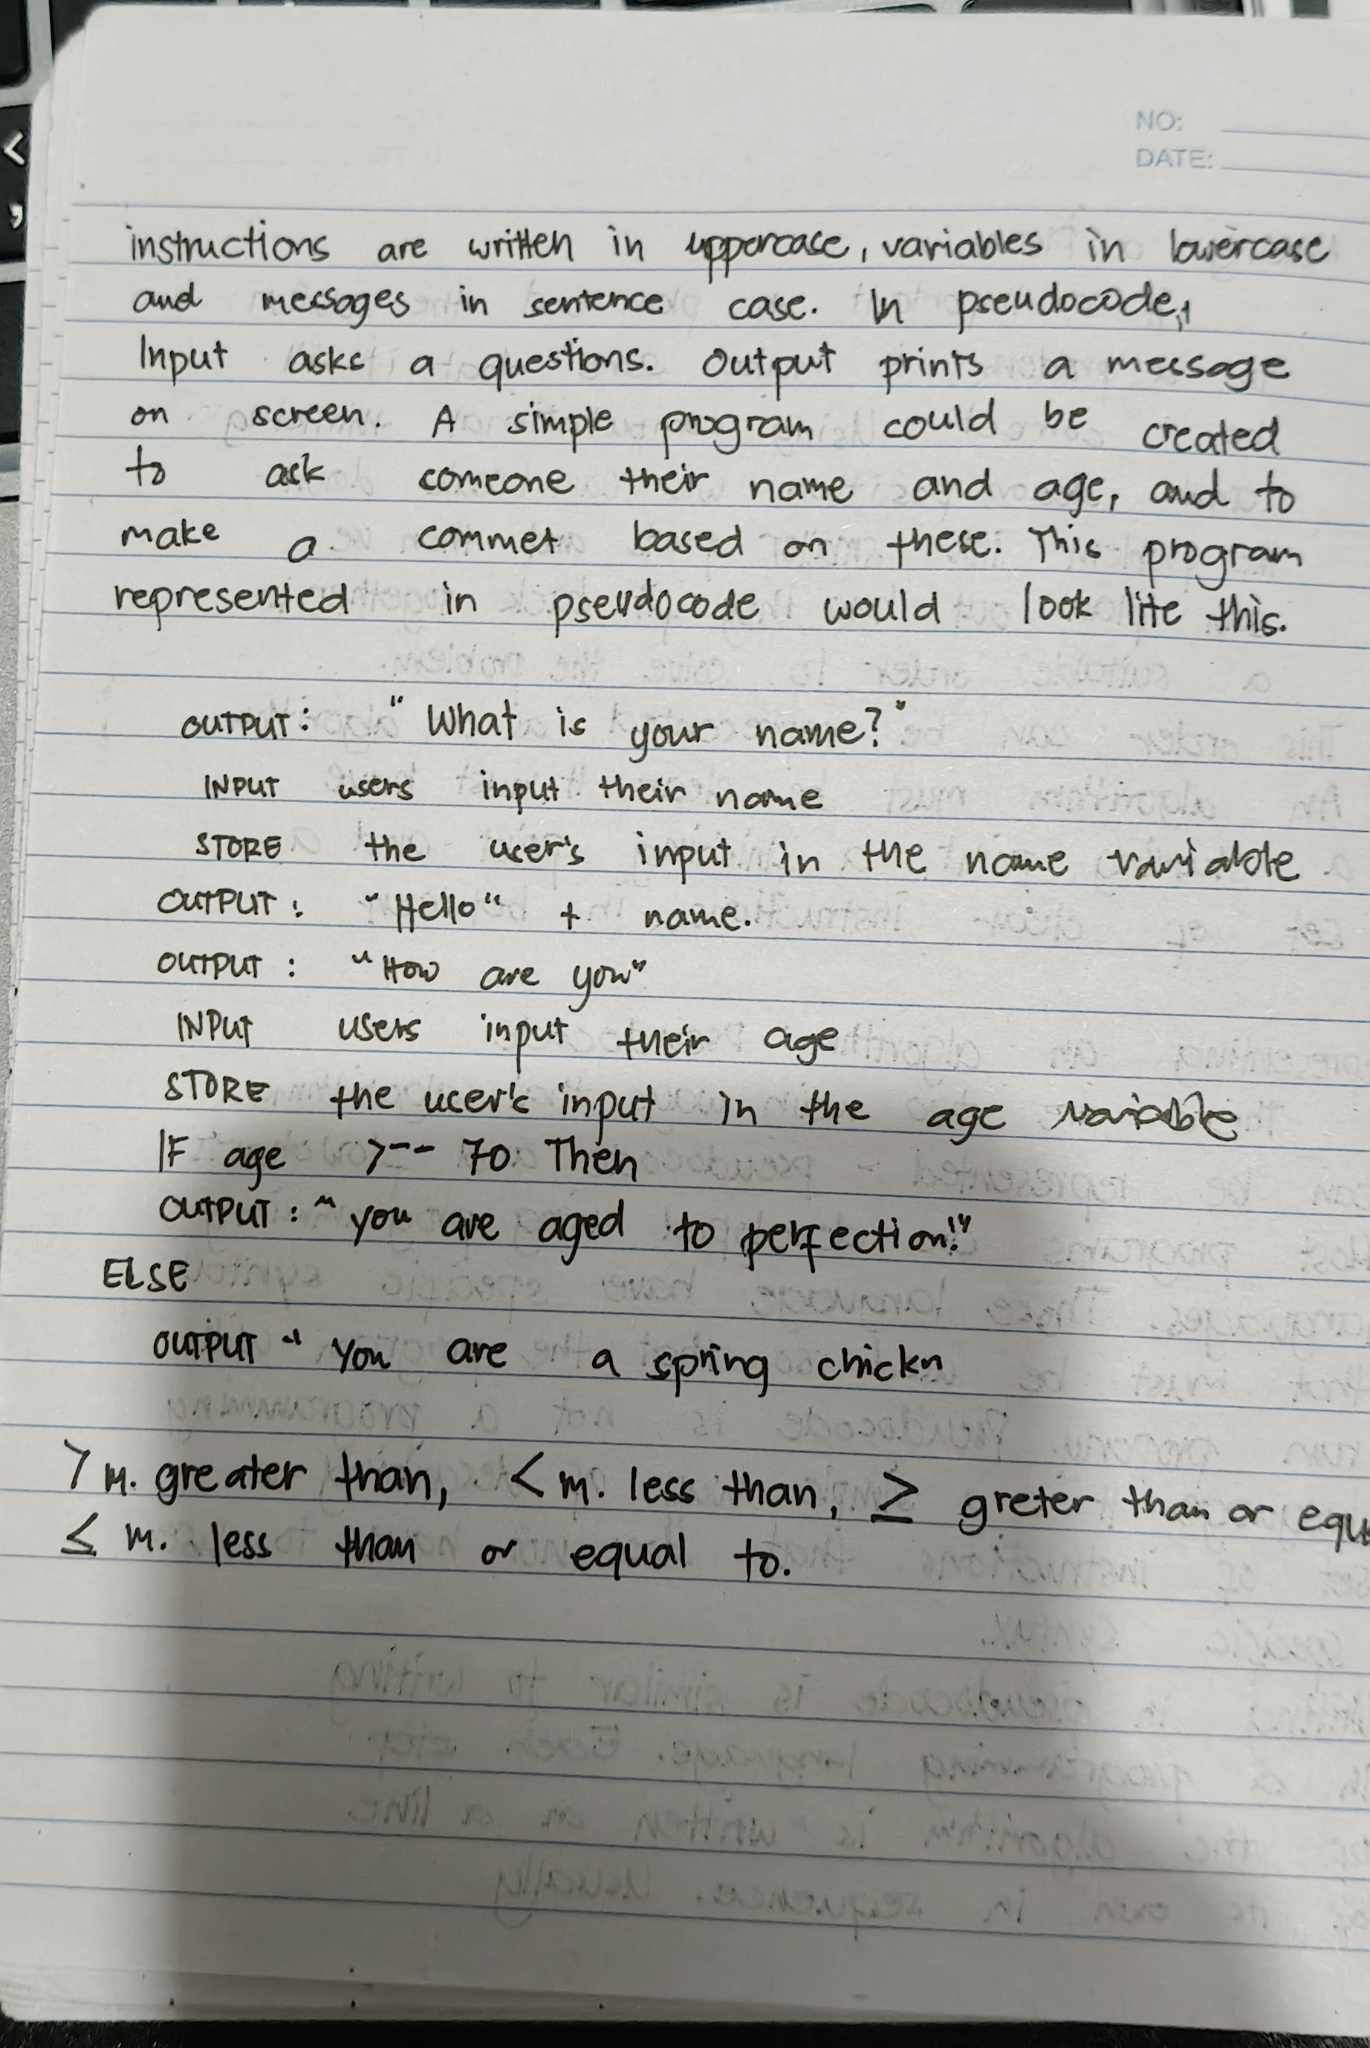 NO:
DATE:
instructions are written in uppercase, variables in lowercase
and messages in sentence case. In pseudocode,
Input asks a questions. Output prints a message
on screen. A simple program could be created
to ask someone their name and age, and to
make a commet based on these. This program
represented in pseudocode would look lite this.
OUTPUT: "What is your name?"
INPUT users input their name
STORE the user's input in the name variable
OUTPUT: "Hello" + name.
OUTPUT: "How are you"
INPUT users input their age
STORE the user's input in the age variable
IF age >-- 70 Then
OUTPUT: "you are aged to perfection!"
ELSE
OUTPUT " You are a spring chickn
> m. greater than, < m. less than, ≥ greter than or equ
≤ m. less than or equal to.